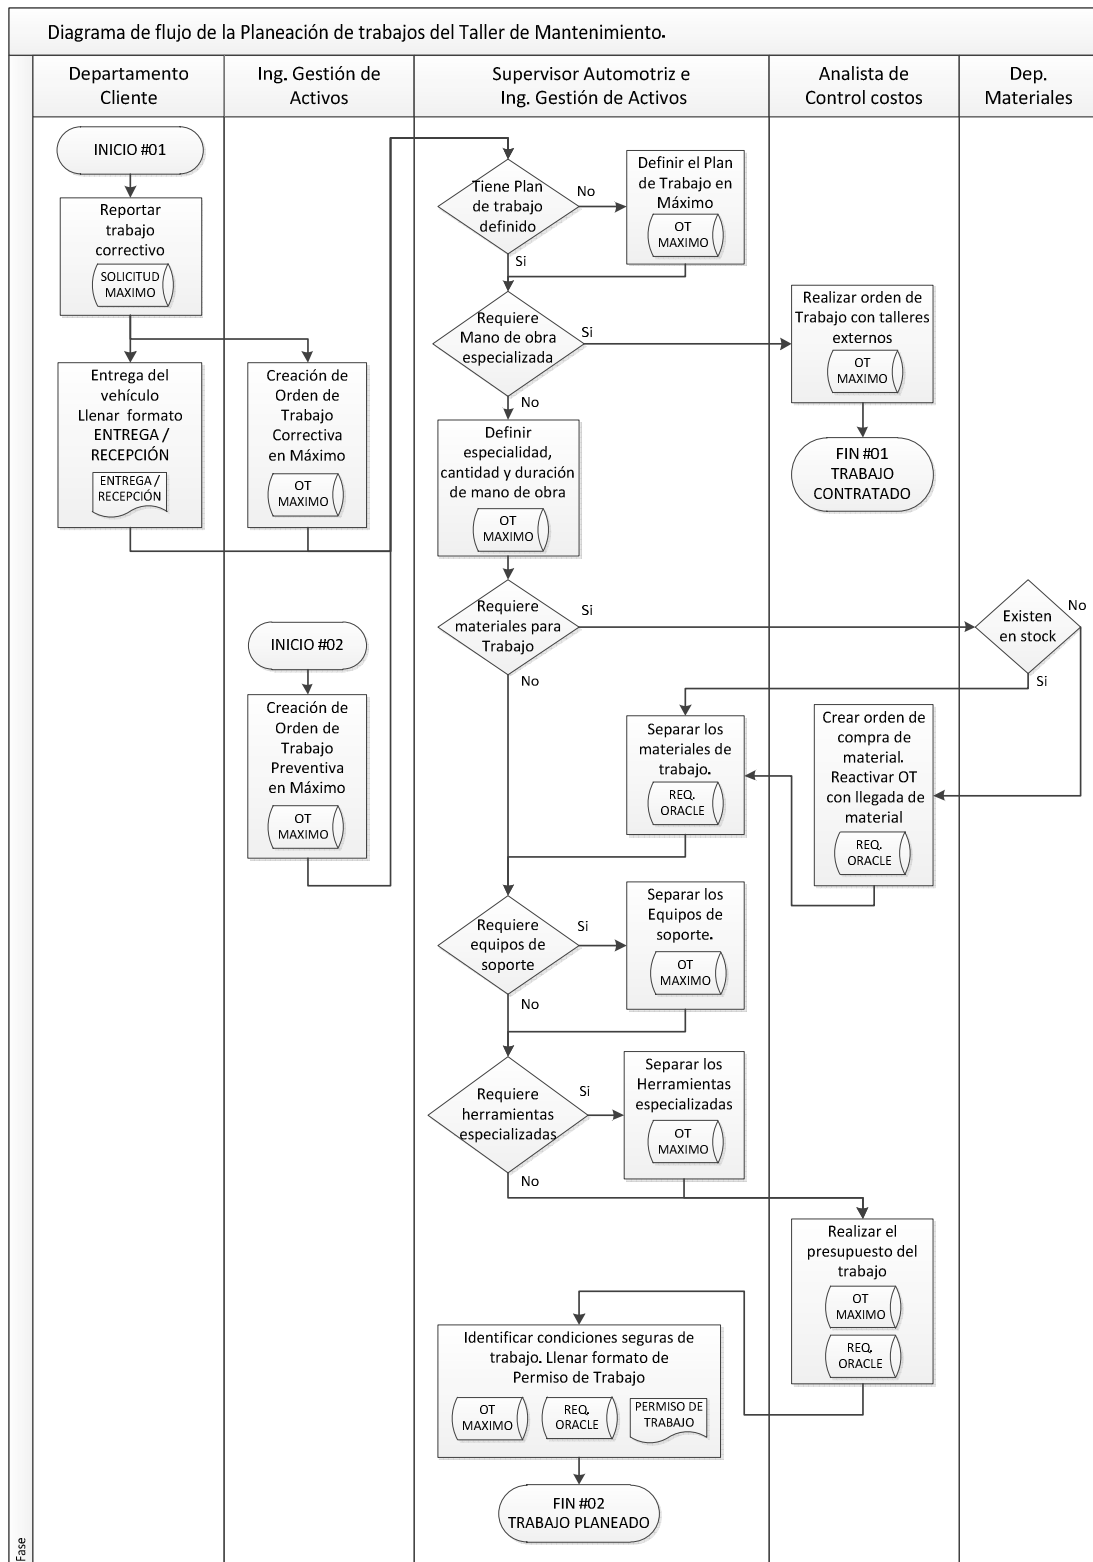 Diagrama de flujo de la Planeación de trabajos del Taller de Mantenimiento.
Departamento
Cliente
Ing. Gestión de
Activos
Supervisor Automotriz e
Ing. Gestión de Activos
Analista de
Control costos
Dep.
Materiales
INICIO #01
Reportar
trabajo
correctivo
SOLICITUD
MAXIMO
Entrega del
vehículo
Llenar formato
ENTREGA /
RECEPCIÓN
ENTREGA /
RECEPCIÓN
Creación de
Orden de
Trabajo
Correctiva
en Máximo
OT
MAXIMO
INICIO #02
Creación de
Orden de
Trabajo
Preventiva
en Máximo
OT
MAXIMO
Tiene Plan
de trabajo
definido
No
Si
Definir el Plan
de Trabajo en
Máximo
OT
MAXIMO
Requiere
Mano de obra
especializada
Si
No
Realizar orden de
Trabajo con talleres
externos
OT
MAXIMO
FIN #01
TRABAJO
CONTRATADO
Definir
especialidad,
cantidad y duración
de mano de obra
OT
MAXIMO
Requiere
materiales para
Trabajo
Si
No
Existen
en stock
No
Si
Separar los
materiales de
trabajo.
REQ.
ORACLE
Crear orden de
compra de
material.
Reactivar OT
con llegada de
material
REQ.
ORACLE
Requiere
equipos de
soporte
Si
No
Separar los
Equipos de
soporte.
OT
MAXIMO
Requiere
herramientas
especializadas
Si
No
Separar los
Herramientas
especializadas
OT
MAXIMO
Realizar el
presupuesto del
trabajo
OT
MAXIMO
REQ.
ORACLE
Identificar condiciones seguras de
trabajo. Llenar formato de
Permiso de Trabajo
OT
MAXIMO
REQ.
ORACLE
PERMISO DE
TRABAJO
FIN #02
TRABAJO PLANEADO
Fase